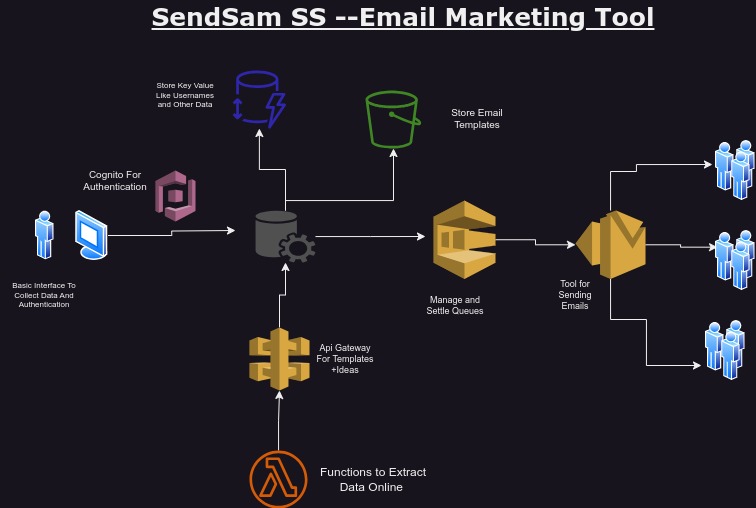 SendSam SS --Email Marketing Tool
Store Key Value
Like Usernames
and Other Data
Store Email
Templates
Cognito For
Authentication
Basic Interface To
Collect Data And
Authentication
Manage and
Settle Queues
Tool for
Sending
Emails
Api Gateway
For Templates
+Ideas
Functions to Extract
Data Online